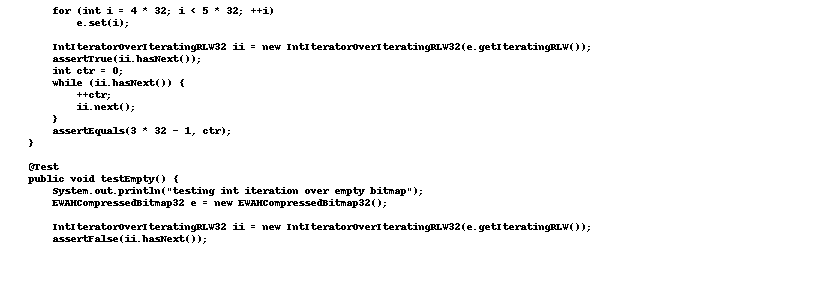 for (int i = 4 * 32; i < 5 * 32; ++i)
e.set(i);
IntIteratorOverIteratingRLW32 ii = new IntIteratorOverIteratingRLW32(e.getIteratingRLW());
assertTrue(ii.hasNext());
int ctr = 0;
while (ii.hasNext()) {
++ctr;
ii.next();
}
assertEquals(3 * 32 - 1, ctr);
}
@Test
public void testEmpty() {
System.out.println("testing int iteration over empty bitmap");
EWAHCompressedBitmap32 e = new EWAHCompressedBitmap32();
IntIteratorOverIteratingRLW32 ii = new IntIteratorOverIteratingRLW32(e.getIteratingRLW());
assertFalse(ii.hasNext());